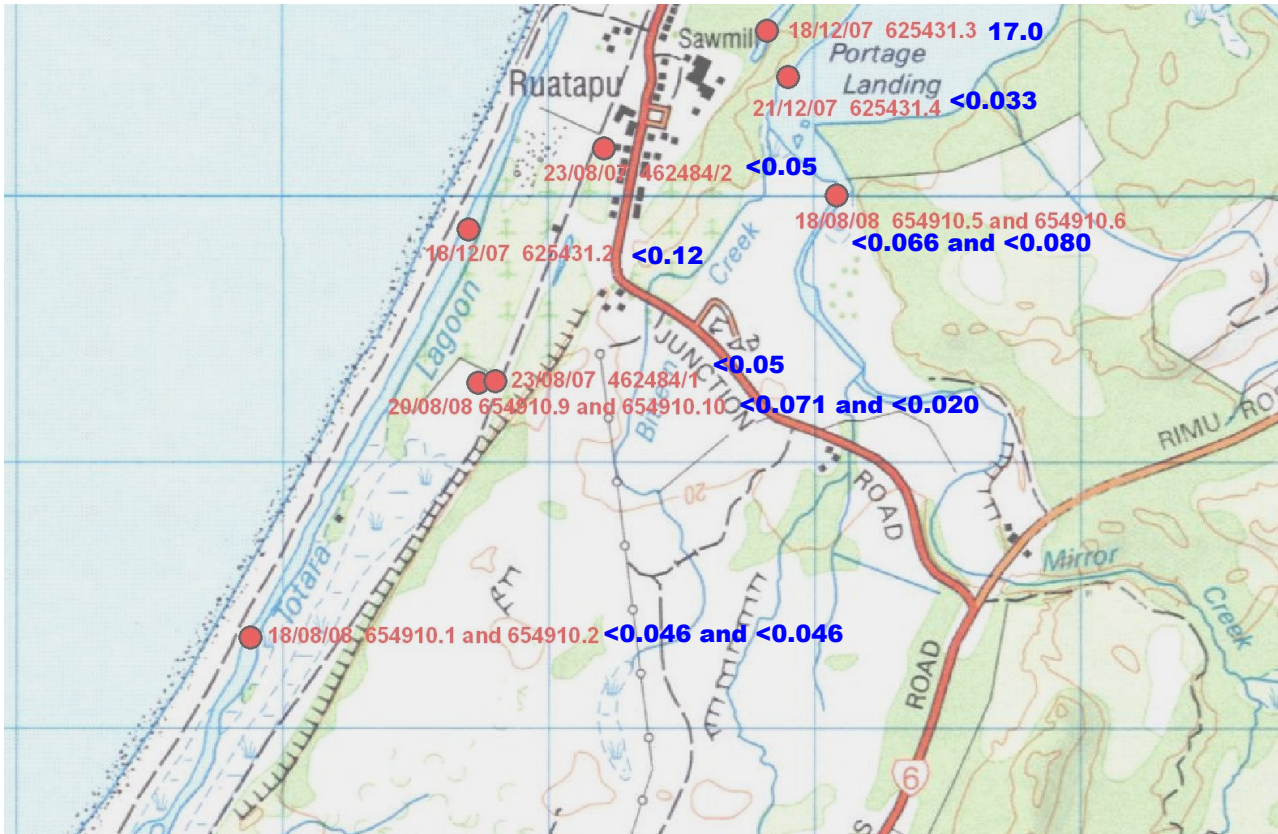 Sawmill
18/12/07 625431.3 17.0
Portage
Landing
Ruatapu
21/12/07 625431.4 <0.033
23/08/07 462484/2 <0.05
18/08/08 654910.5 and 654910.6
<0.066 and <0.080
18/12/07 625431.2 <0.12
Creek
Lagoon
JUNCTION
<0.05
23/08/07 462484/1
20/08/08 654910.9 and 654910.10 <0.071 and <0.020
RIMU RO
20
ROAD
Mirror
Creek
Totara
18/08/08 654910.1 and 654910.2 <0.046 and <0.046
ROAD
6
S